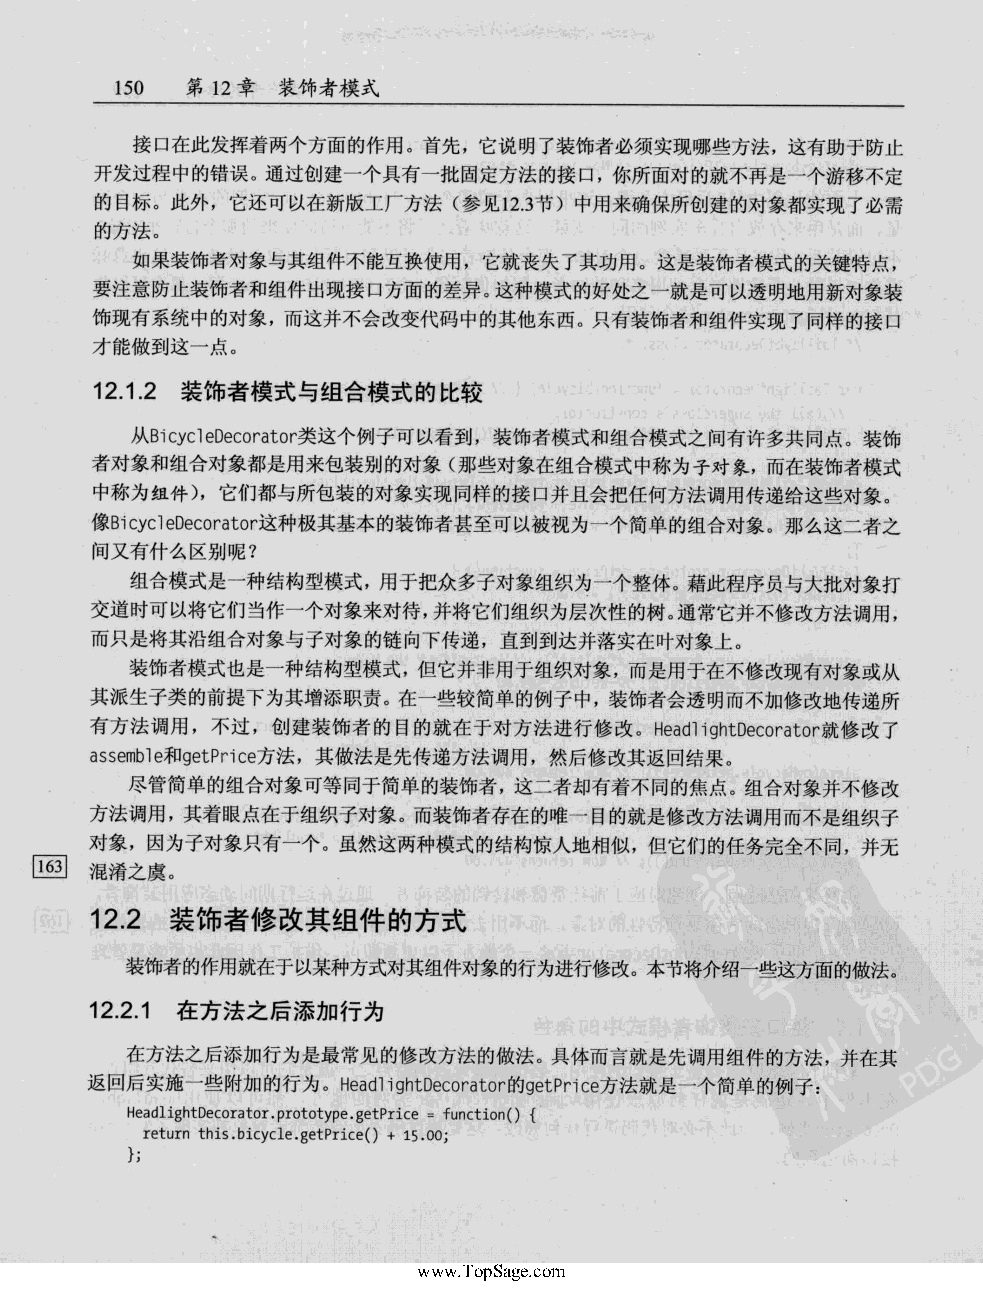 150 第 12 章 装饰者模式
接口在此发挥着两个方面的作用。首先，它说明了装饰者必须实现哪些方法，这有助于防止
开发过程中的错误。通过创建一个具有一批固定方法的接口，你所面对的就不再是一个游移不定
的目标。此外，它还可以在新版工厂方法（参见12.3节）中用来确保所创建的对象都实现了必需
的方法。
如果装饰者对象与其组件不能互换使用，它就丧失了其功用。这是装饰者模式的关键特点，
要注意防止装饰者和组件出现接口方面的差异。这种模式的好处之一就是可以透明地用新对象装
饰现有系统中的对象，而这并不会改变代码中的其他东西。只有装饰者和组件实现了同样的接口
才能做到这一点。
12.1.2 装饰者模式与组合模式的比较
从BicycleDecorator类这个例子可以看到，装饰者模式和组合模式之间有许多共同点。装饰
者对象和组合对象都是用来包装别的对象（那些对象在组合模式中称为子对象，而在装饰者模式
中称为组件），它们都与所包装的对象实现同样的接口并且会把任何方法调用传递给这些对象。
像BicycleDecorator这种极其基本的装饰者甚至可以被视为一个简单的组合对象。那么这二者之
间又有什么区别呢？
组合模式是一种结构型模式，用于把众多子对象组织为一个整体。藉此程序员与大批对象打
交道时可以将它们当作一个对象来对待，并将它们组织为层次性的树。通常它并不修改方法调用，
而只是将其沿组合对象与子对象的链向下传递，直到到达并落实在叶对象上。
装饰者模式也是一种结构型模式，但它并非用于组织对象，而是用于在不修改现有对象或从
其派生子类的前提下为其增添职责。在一些较简单的例子中，装饰者会透明而不加修改地传递所
有方法调用，不过，创建装饰者的目的就在于对方法进行修改。HeadlightDecorator就修改了
assemble和getPrice方法，其做法是先传递方法调用，然后修改其返回结果。
尽管简单的组合对象可等同于简单的装饰者，这二者却有着不同的焦点。组合对象并不修改
方法调用，其着眼点在于组织子对象。而装饰者存在的唯一目的就是修改方法调用而不是组织子
对象，因为子对象只有一个。虽然这两种模式的结构惊人地相似，但它们的任务完全不同，并无
163 混淆之虞。
12.2 装饰者修改其组件的方式
装饰者的作用就在于以某种方式对其组件对象的行为进行修改。本节将介绍一些这方面的做法。
12.2.1 在方法之后添加行为
在方法之后添加行为是最常见的修改方法的做法。具体而言就是先调用组件的方法，并在其
返回后实施一些附加的行为。HeadlightDecorator的getPrice方法就是一个简单的例子：
HeadlightDecorator.prototype.getPrice = function() {
return this.bicycle.getPrice() + 15.00;
};
PDG
www.TopSage.com